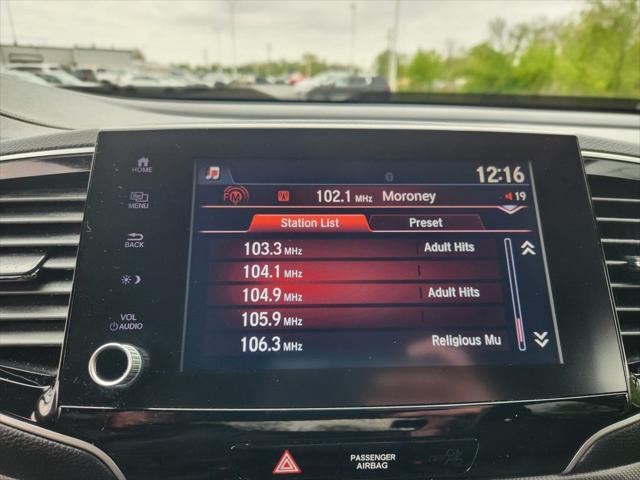 HOME
MENU
BACK
VOL
AUDIO
12:16
FM 102.1 MHz Moroney 19
Station List Preset
103.3 MHz Adult Hits
104.1 MHz
104.9 MHz Adult Hits
105.9 MHz
106.3 MHz Religious Mu
PASSENGER
AIRBAG